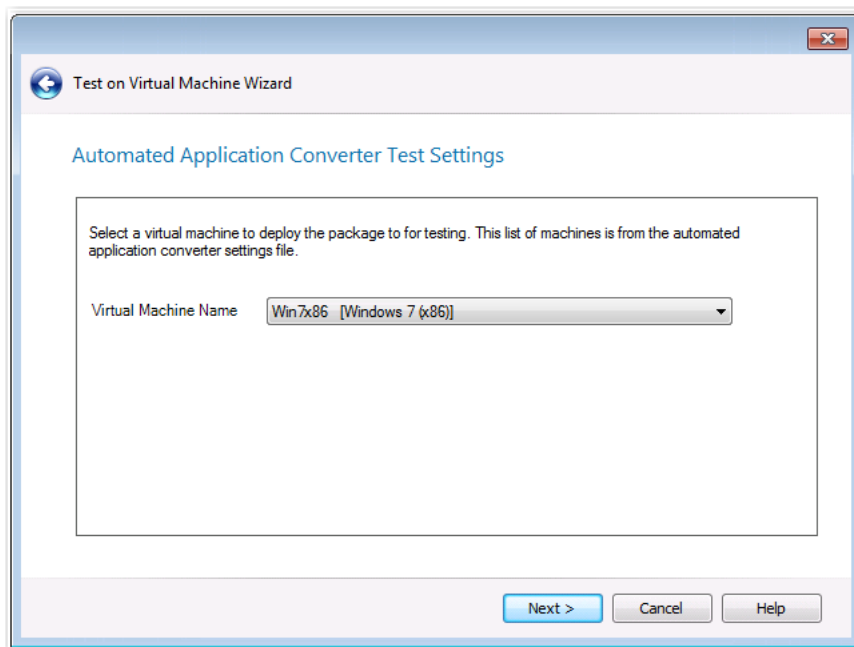 Test on Virtual Machine Wizard
Automated Application Converter Test Settings
Select a virtual machine to deploy the package to for testing. This list of machines is from the automated
application converter settings file.
Virtual Machine Name Win7x86 [Windows 7 (x86)]
Next > Cancel Help